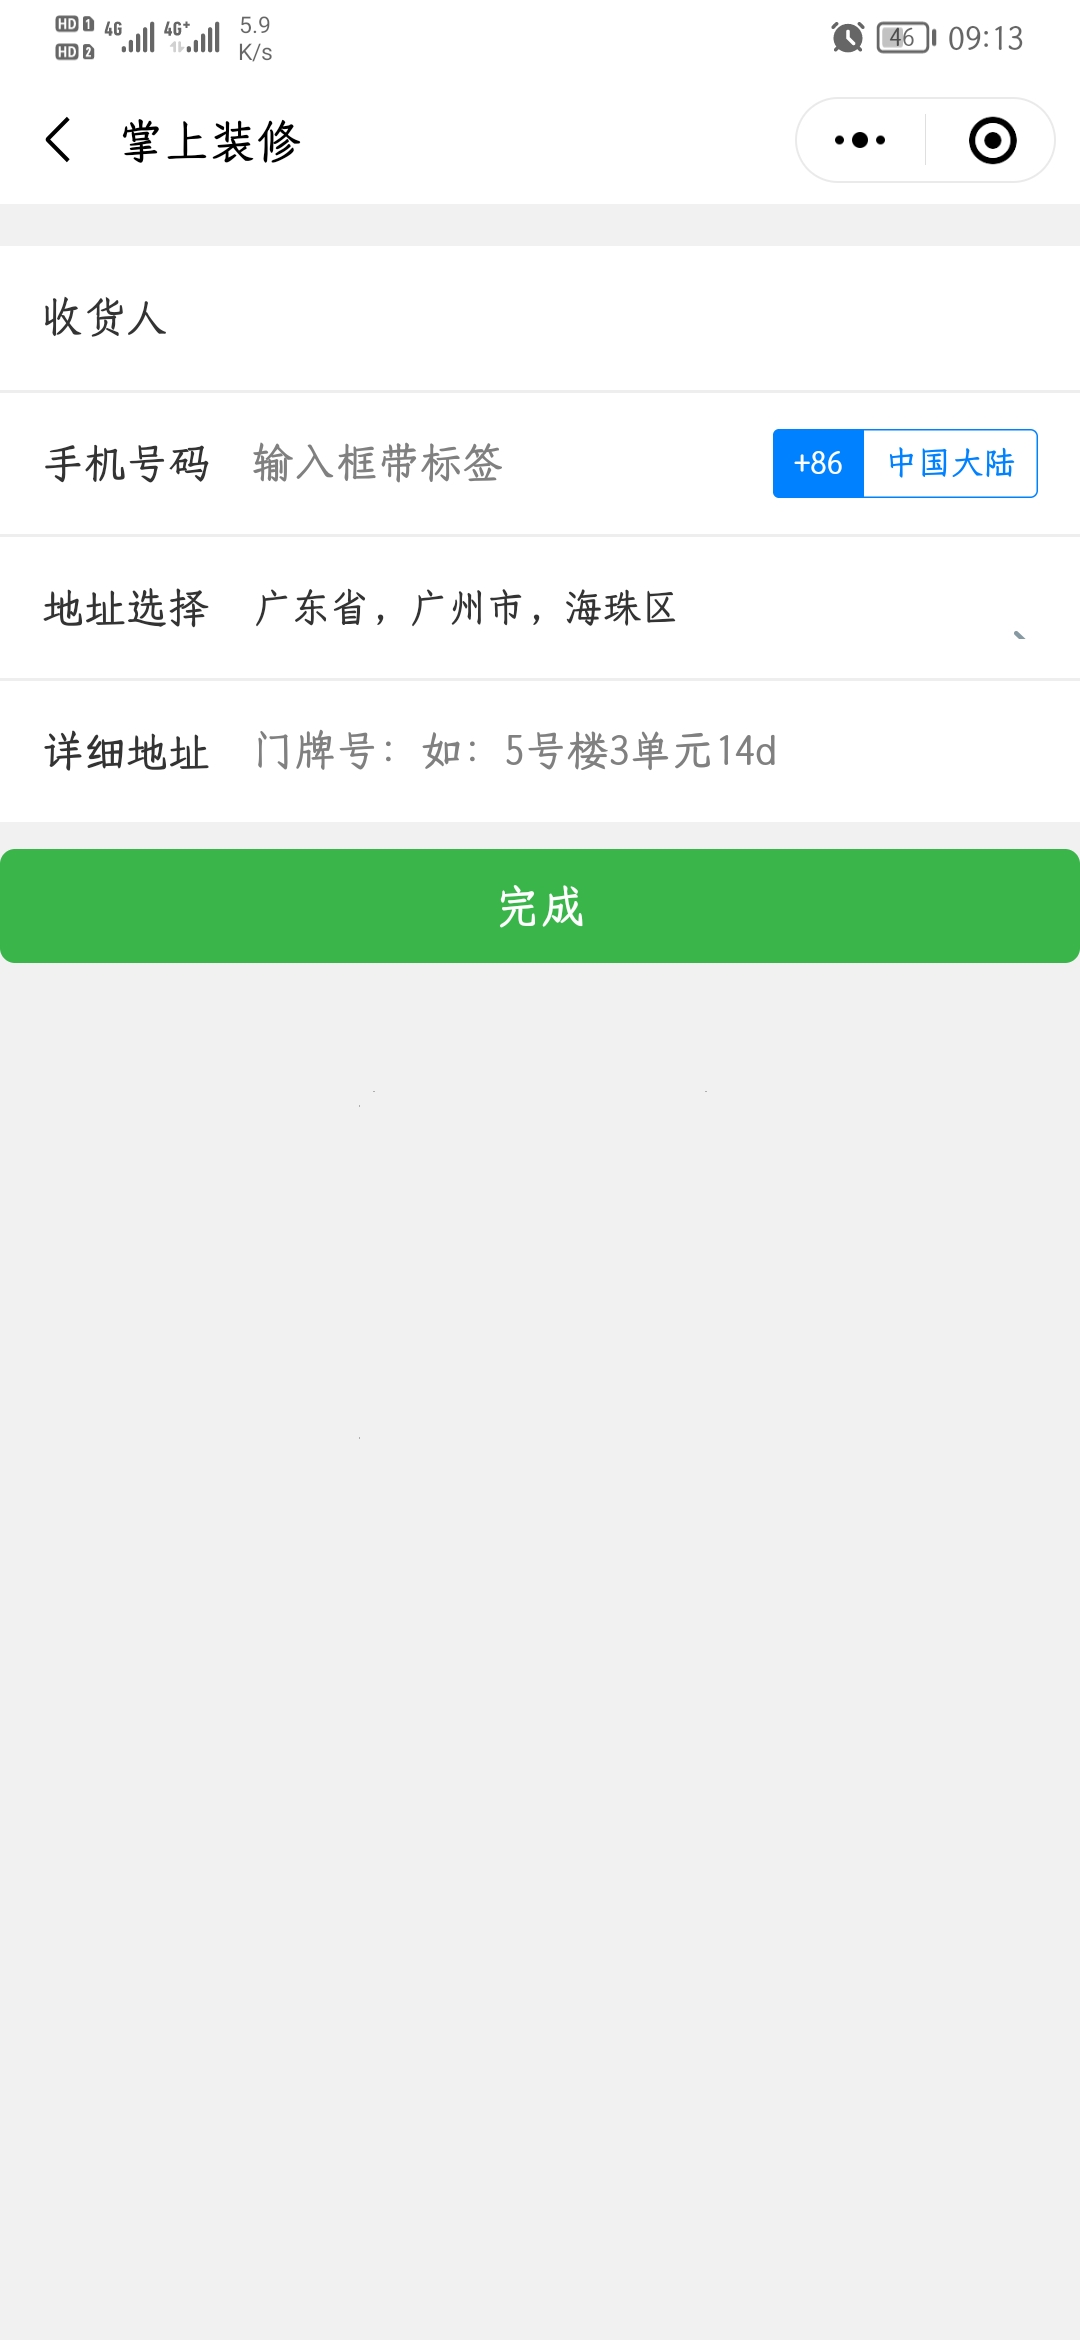 HD 1 4G 4G+ 5.9
HD 2 K/s
46 09:13
掌上装修
收货人
手机号码 输入框带标签 +86 中国大陆
地址选择 广东省，广州市，海珠区
详细地址 门牌号：如：5号楼3单元14d
完成